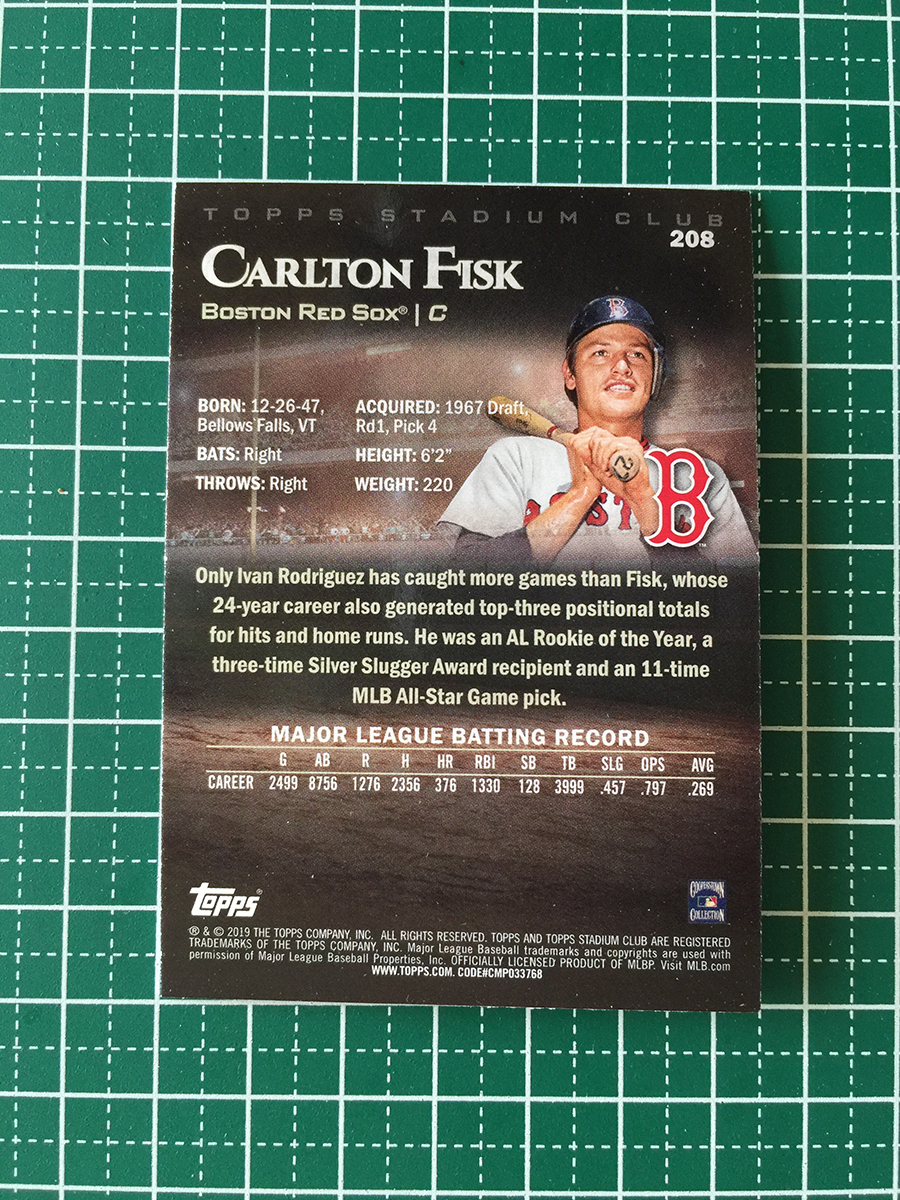 TOPPS STADIUM CLUB
208
CARLTON FISK
BOSTON RED SOX® | C
B
BORN: 12-26-47, ACQUIRED: 1967 Draft,
Bellows Falls, VT Rd1, Pick 4
BATS: Right HEIGHT: 6'2"
THROWS: Right WEIGHT: 220
B
Only Ivan Rodriguez has caught more games than Fisk, whose
24-year career also generated top-three positional totals
for hits and home runs. He was an AL Rookie of the Year, a
three-time Silver Slugger Award recipient and an 11-time
MLB All-Star Game pick.
MAJOR LEAGUE BATTING RECORD
G AB R H HR RBI SB TB SLG OPS AVG
CAREER 2499 8756 1276 2356 376 1330 128 3999 .457 .797 .269
topps®
COOPERSTOWN
COLLECTION
® & © 2019 THE TOPPS COMPANY, INC. ALL RIGHTS RESERVED. TOPPS AND TOPPS STADIUM CLUB ARE REGISTERED
TRADEMARKS OF THE TOPPS COMPANY, INC. Major League Baseball trademarks and copyrights are used with
permission of Major League Baseball Properties, Inc. OFFICIALLY LICENSED PRODUCT OF MLBP. Visit MLB.com
WWW.TOPPS.COM. CODE#CMP033768